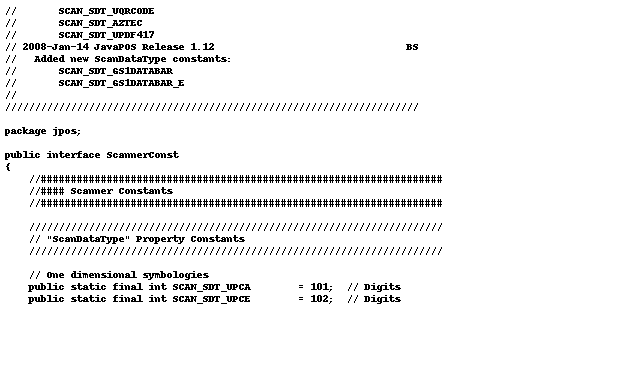 //       SCAN_SDT_UQRCODE
//       SCAN_SDT_AZTEC
//       SCAN_SDT_UPDF417
// 2008-Jan-14 JavaPOS Release 1.12                                BS
//   Added new ScanDataType constants:
//       SCAN_SDT_GS1DATABAR
//       SCAN_SDT_GS1DATABAR_E
//
/////////////////////////////////////////////////////////////////////
package jpos;
public interface ScannerConst
{
    //###################################################################
    //#### Scanner Constants
    //###################################################################
    /////////////////////////////////////////////////////////////////////
    // "ScanDataType" Property Constants
    /////////////////////////////////////////////////////////////////////
    // One dimensional symbologies
    public static final int SCAN_SDT_UPCA        = 101;  // Digits
    public static final int SCAN_SDT_UPCE        = 102;  // Digits